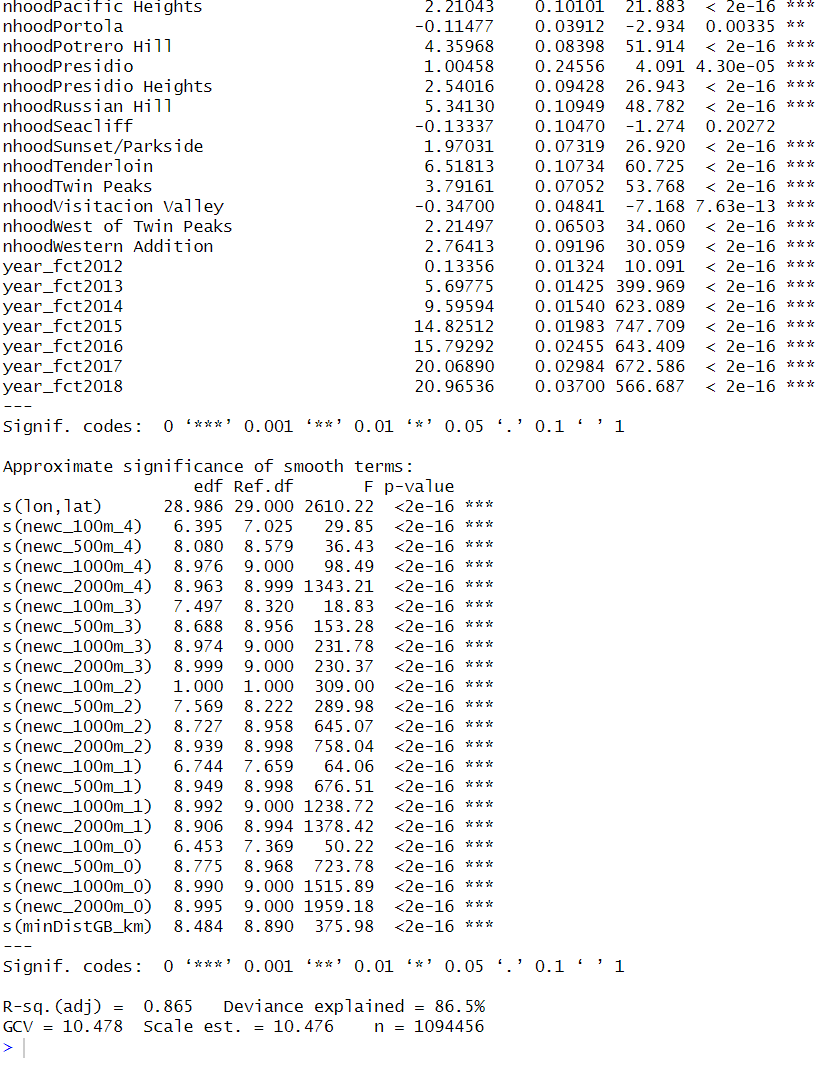 nhoodPacific Heights 2.21043 0.10101 21.883 < 2e-16 ***
nhoodPortola -0.11477 0.03912 -2.934 0.00335 **
nhoodPotrero Hill 4.35968 0.08398 51.914 < 2e-16 ***
nhoodPresidio 1.00458 0.24556 4.091 4.30e-05 ***
nhoodPresidio Heights 2.54016 0.09428 26.943 < 2e-16 ***
nhoodRussian Hill 5.34130 0.10949 48.782 < 2e-16 ***
nhoodSeacliff -0.13337 0.10470 -1.274 0.20272
nhoodSunset/Parkside 1.97031 0.07319 26.920 < 2e-16 ***
nhoodTenderloin 6.51813 0.10734 60.725 < 2e-16 ***
nhoodTwin Peaks 3.79161 0.07052 53.768 < 2e-16 ***
nhoodVisitacion Valley -0.34700 0.04841 -7.168 7.63e-13 ***
nhoodWest of Twin Peaks 2.21497 0.06503 34.060 < 2e-16 ***
nhoodWestern Addition 2.76413 0.09196 30.059 < 2e-16 ***
year_fct2012 0.13356 0.01324 10.091 < 2e-16 ***
year_fct2013 5.69775 0.01425 399.969 < 2e-16 ***
year_fct2014 9.59594 0.01540 623.089 < 2e-16 ***
year_fct2015 14.82512 0.01983 747.709 < 2e-16 ***
year_fct2016 15.79292 0.02455 643.409 < 2e-16 ***
year_fct2017 20.06890 0.02984 672.586 < 2e-16 ***
year_fct2018 20.96536 0.03700 566.687 < 2e-16 ***
---
Signif. codes: 0 ‘***’ 0.001 ‘**’ 0.01 ‘*’ 0.05 ‘.’ 0.1 ‘ ’ 1
Approximate significance of smooth terms:
edf Ref.df F p-value
s(lon,lat) 28.986 29.000 2610.22 <2e-16 ***
s(newc_100m_4) 6.395 7.025 29.85 <2e-16 ***
s(newc_500m_4) 8.080 8.579 36.43 <2e-16 ***
s(newc_1000m_4) 8.976 9.000 98.49 <2e-16 ***
s(newc_2000m_4) 8.963 8.999 1343.21 <2e-16 ***
s(newc_100m_3) 7.497 8.320 18.83 <2e-16 ***
s(newc_500m_3) 8.688 8.956 153.28 <2e-16 ***
s(newc_1000m_3) 8.974 9.000 231.78 <2e-16 ***
s(newc_2000m_3) 8.999 9.000 230.37 <2e-16 ***
s(newc_100m_2) 1.000 1.000 309.00 <2e-16 ***
s(newc_500m_2) 7.569 8.222 289.98 <2e-16 ***
s(newc_1000m_2) 8.727 8.958 645.07 <2e-16 ***
s(newc_2000m_2) 8.939 8.998 758.04 <2e-16 ***
s(newc_100m_1) 6.744 7.659 64.06 <2e-16 ***
s(newc_500m_1) 8.949 8.998 676.51 <2e-16 ***
s(newc_1000m_1) 8.992 9.000 1238.72 <2e-16 ***
s(newc_2000m_1) 8.906 8.994 1378.42 <2e-16 ***
s(newc_100m_0) 6.453 7.369 50.22 <2e-16 ***
s(newc_500m_0) 8.775 8.968 723.78 <2e-16 ***
s(newc_1000m_0) 8.990 9.000 1515.89 <2e-16 ***
s(newc_2000m_0) 8.995 9.000 1959.18 <2e-16 ***
s(minDistGB_km) 8.484 8.890 375.98 <2e-16 ***
---
Signif. codes: 0 ‘***’ 0.001 ‘**’ 0.01 ‘*’ 0.05 ‘.’ 0.1 ‘ ’ 1
R-sq.(adj) = 0.865 Deviance explained = 86.5%
GCV = 10.478 Scale est. = 10.476 n = 1094456
>